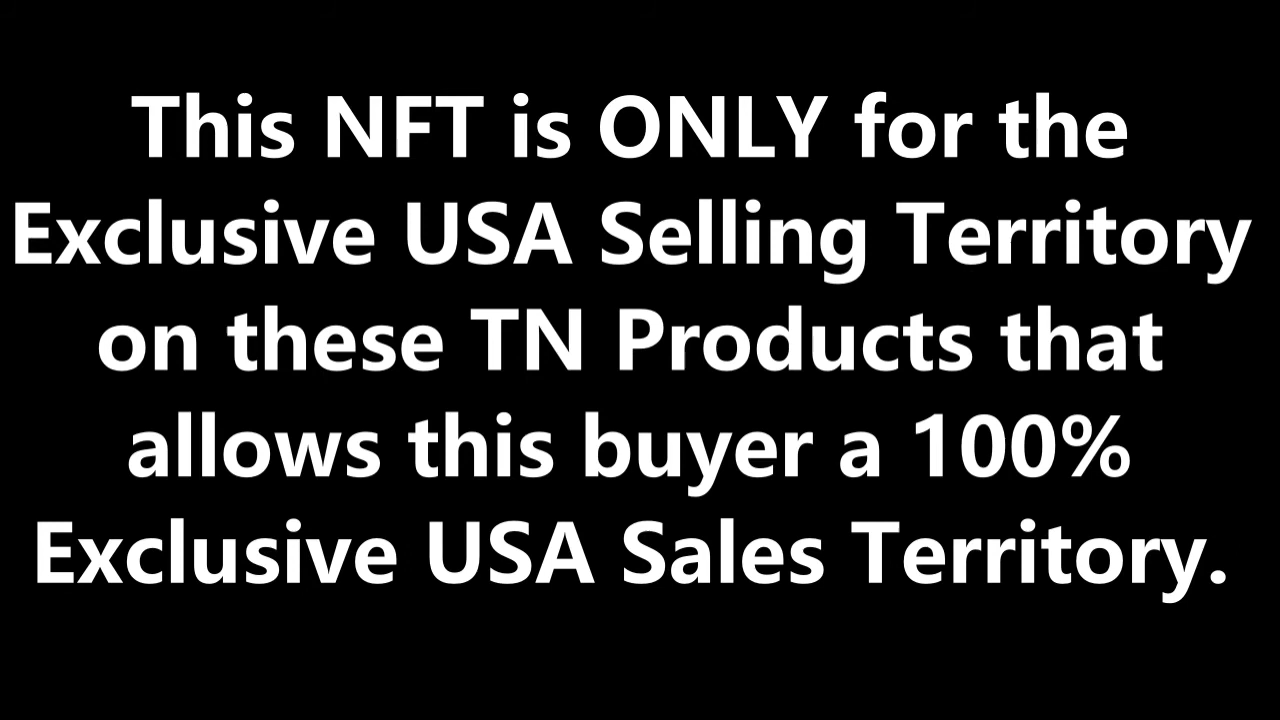 This NFT is ONLY for the
Exclusive USA Selling Territory
on these TN Products that
allows this buyer a 100%
Exclusive USA Sales Territory.